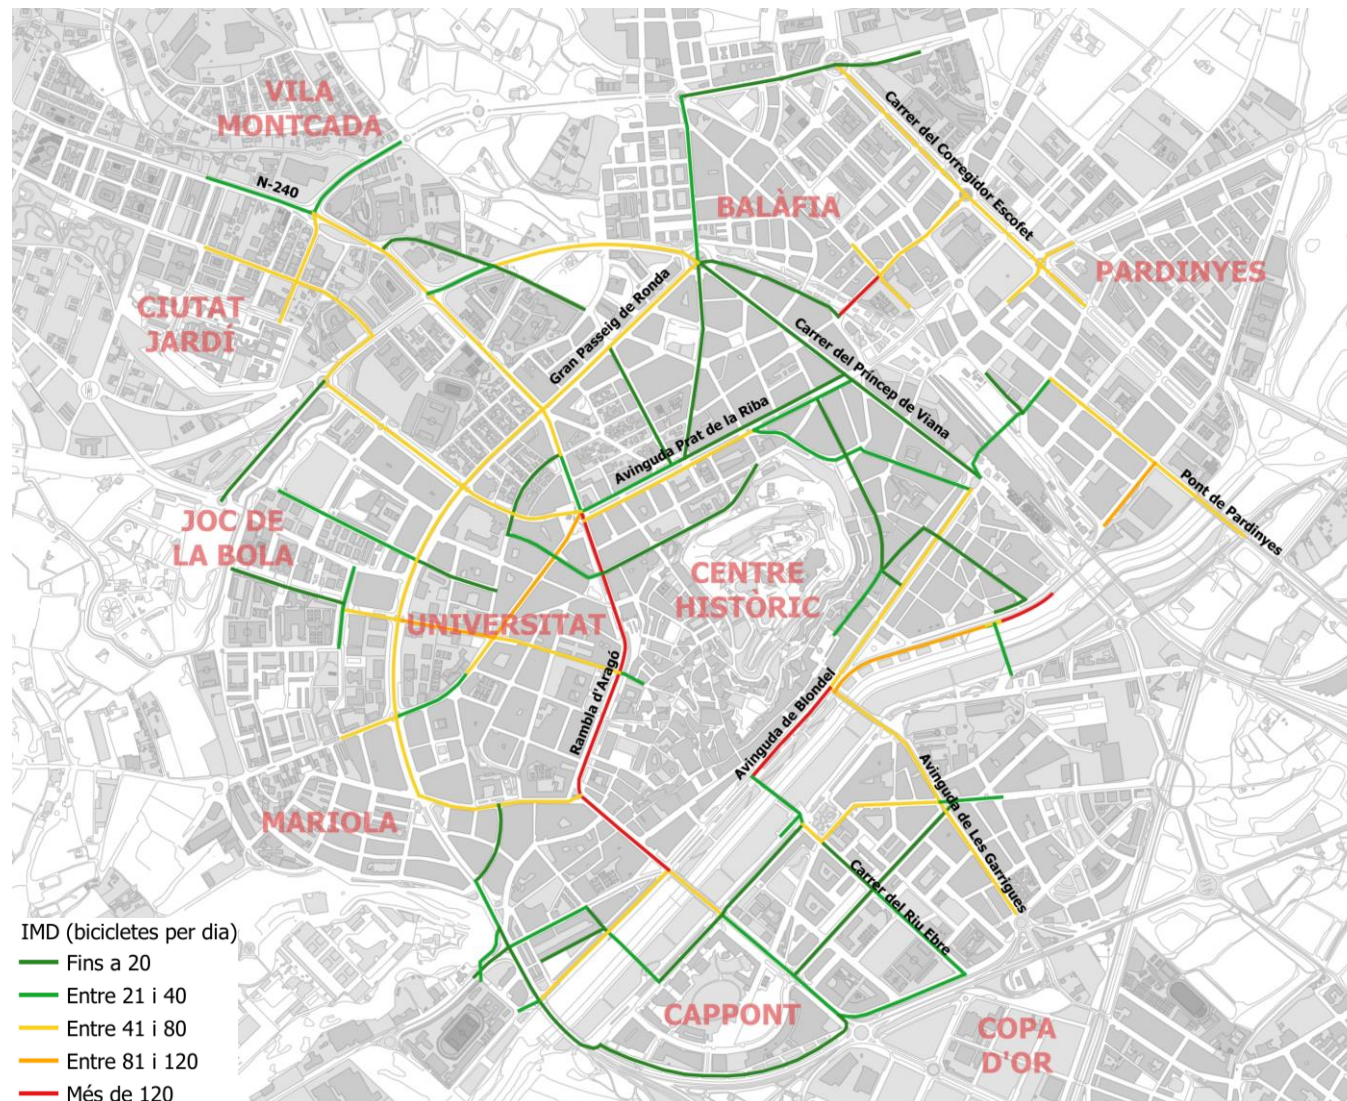 VILA
MONTCADA
N-240
Carrer del Corregidor Escofet
BALÀFIA
PARDINYES
CIUTAT
JARDÍ
Gran Passeig de Ronda
Carrer del Príncep de Viana
Avinguda Prat de la Riba
Pont de Pardinyes
JOC DE
LA BOLA
CENTRE
HISTÒRIC
UNIVERSITAT
Rambla d'Aragó
Avinguda de Blondel
Avinguda de Les Garrigues
MARIOLA
Carrer del Riu Ebre
CAPPONT
COPA
D'OR
IMD (bicicletes per dia)
Fins a 20
Entre 21 i 40
Entre 41 i 80
Entre 81 i 120
Més de 120